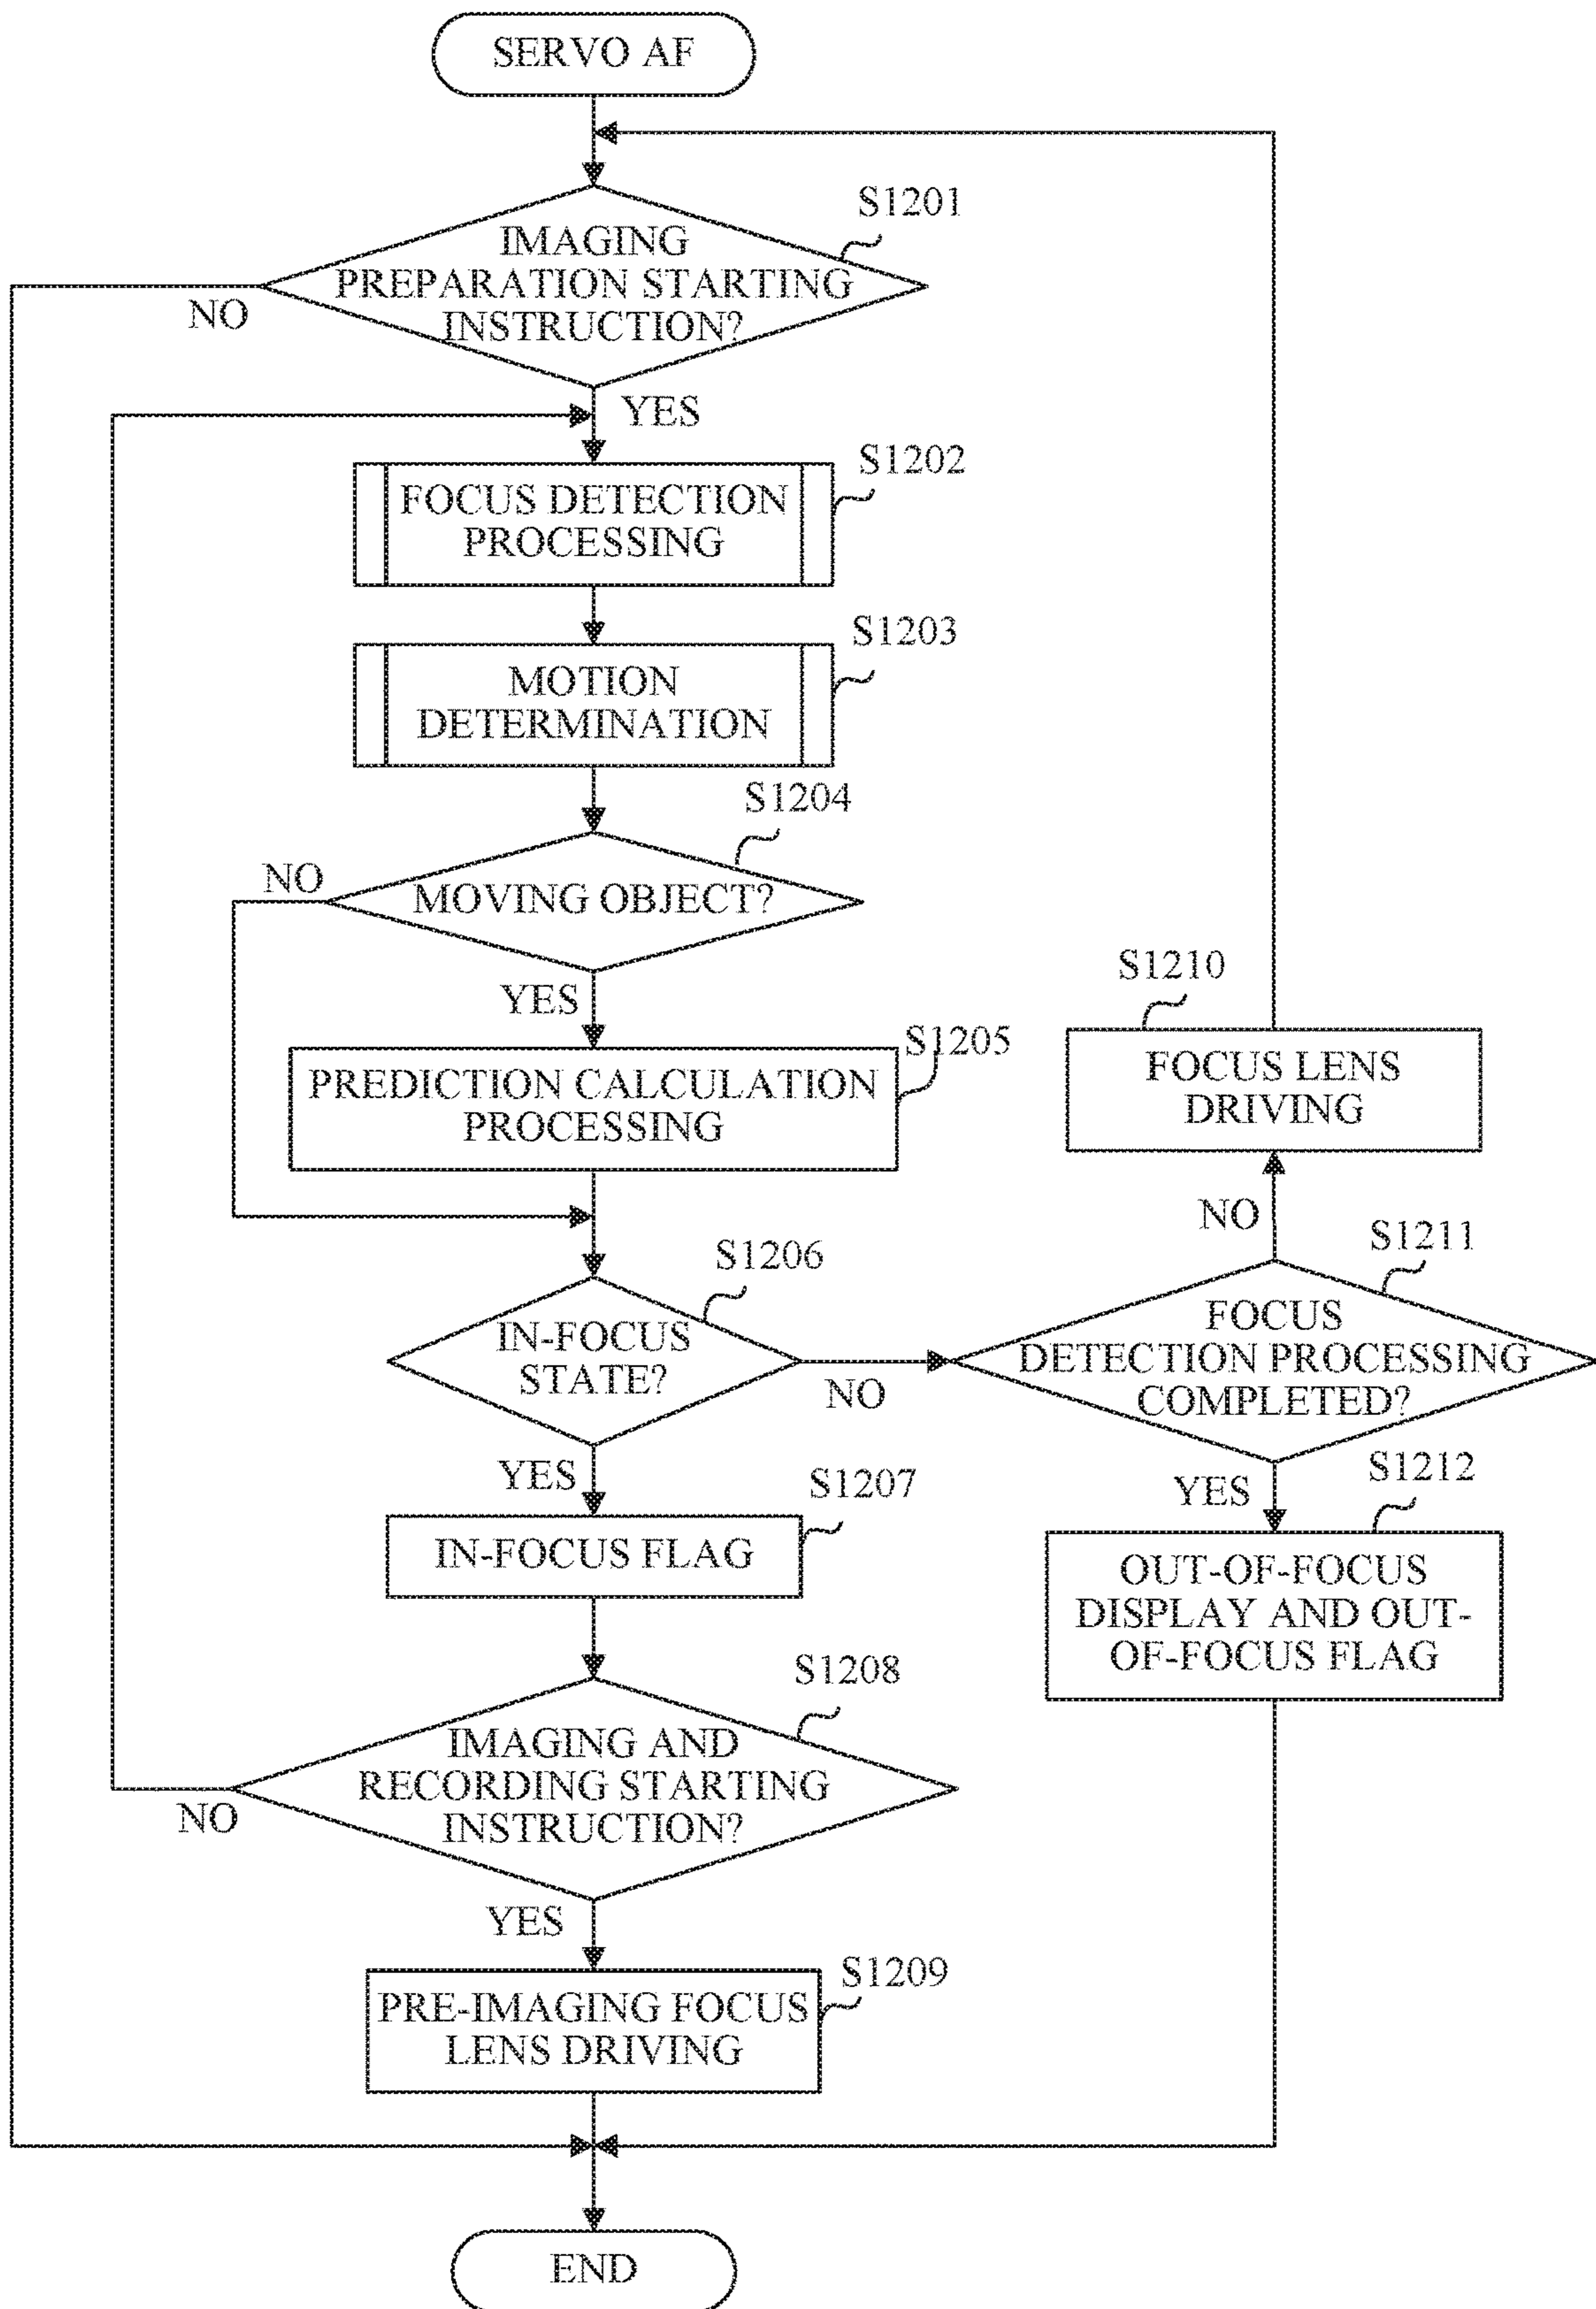 SERVO AF
S1201
IMAGING
PREPARATION STARTING
INSTRUCTION?
NO
YES
S1202
FOCUS DETECTION
PROCESSING
S1203
MOTION
DETERMINATION
S1204
NO
MOVING OBJECT?
YES
S1205
PREDICTION CALCULATION
PROCESSING
S1210
FOCUS LENS
DRIVING
NO
S1206
IN-FOCUS
STATE?
NO
S1211
FOCUS
DETECTION PROCESSING
COMPLETED?
YES
S1207
IN-FOCUS FLAG
YES
S1212
OUT-OF-FOCUS
DISPLAY AND OUT-
OF-FOCUS FLAG
S1208
IMAGING AND
RECORDING STARTING
INSTRUCTION?
NO
YES
S1209
PRE-IMAGING FOCUS
LENS DRIVING
END